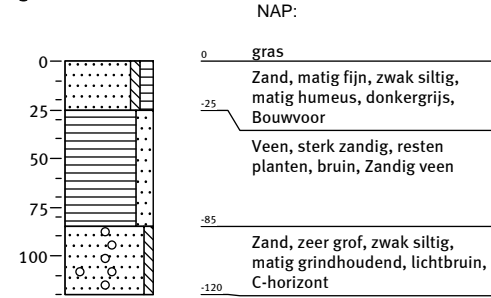 NAP:
0
25
50
75
100
0
gras
Zand, matig fijn, zwak siltig,
matig humeus, donkergrijs,
Bouwvoor
-25
Veen, sterk zandig, resten
planten, bruin, Zandig veen
-85
Zand, zeer grof, zwak siltig,
matig grindhoudend, lichtbruin,
C-horizont
-120